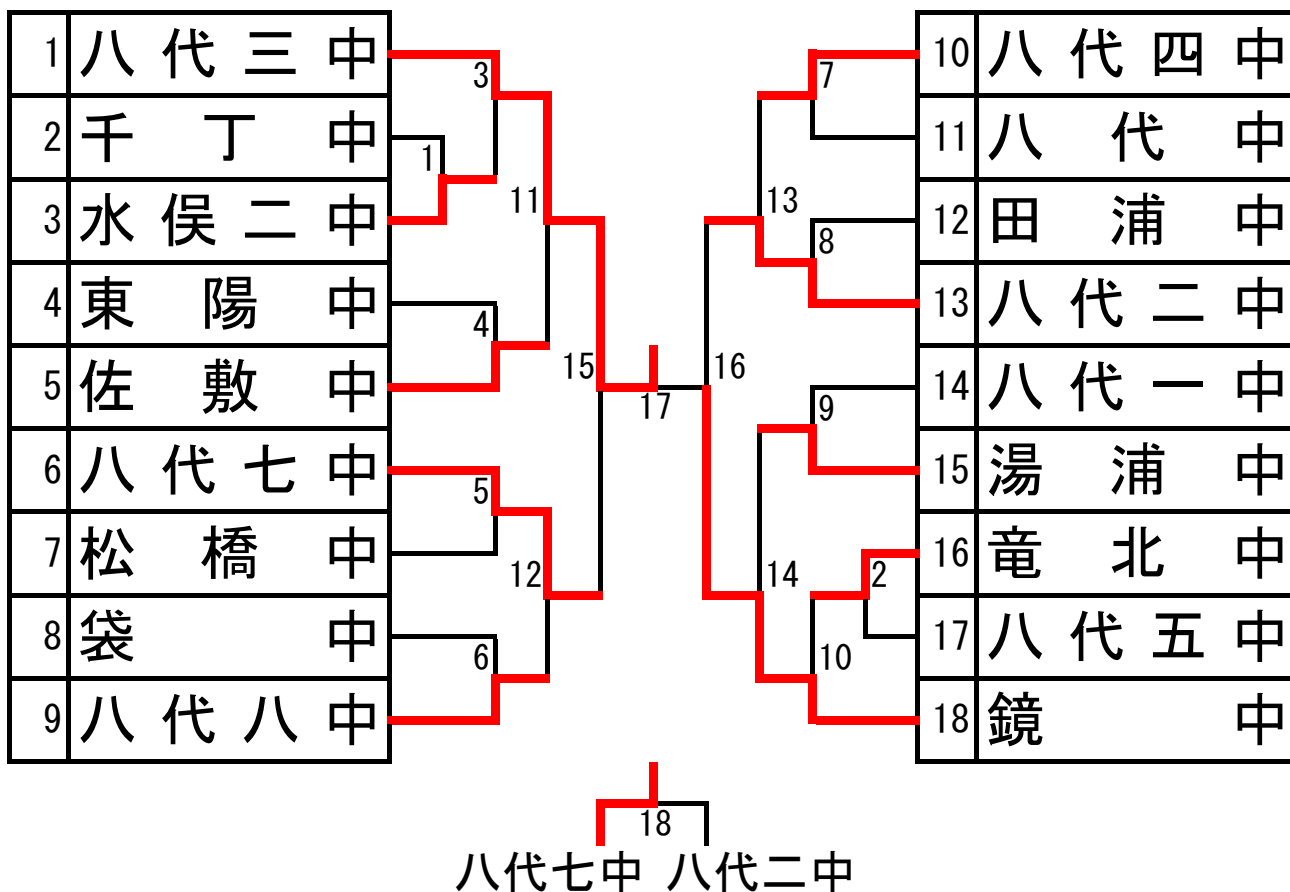 1 八代三中
2 千丁中
3 水俣二中
4 東陽中
5 佐敷中
6 八代七中
7 松橋中
8 袋中
9 八代八中
3
1
11
4
15
5
12
6
17
7
13
8
16
9
14
2
10
10 八代四中
11 八代中
12 田浦中
13 八代二中
14 八代一中
15 湯浦中
16 竜北中
17 八代五中
18 鏡中
18
八代七中 八代二中